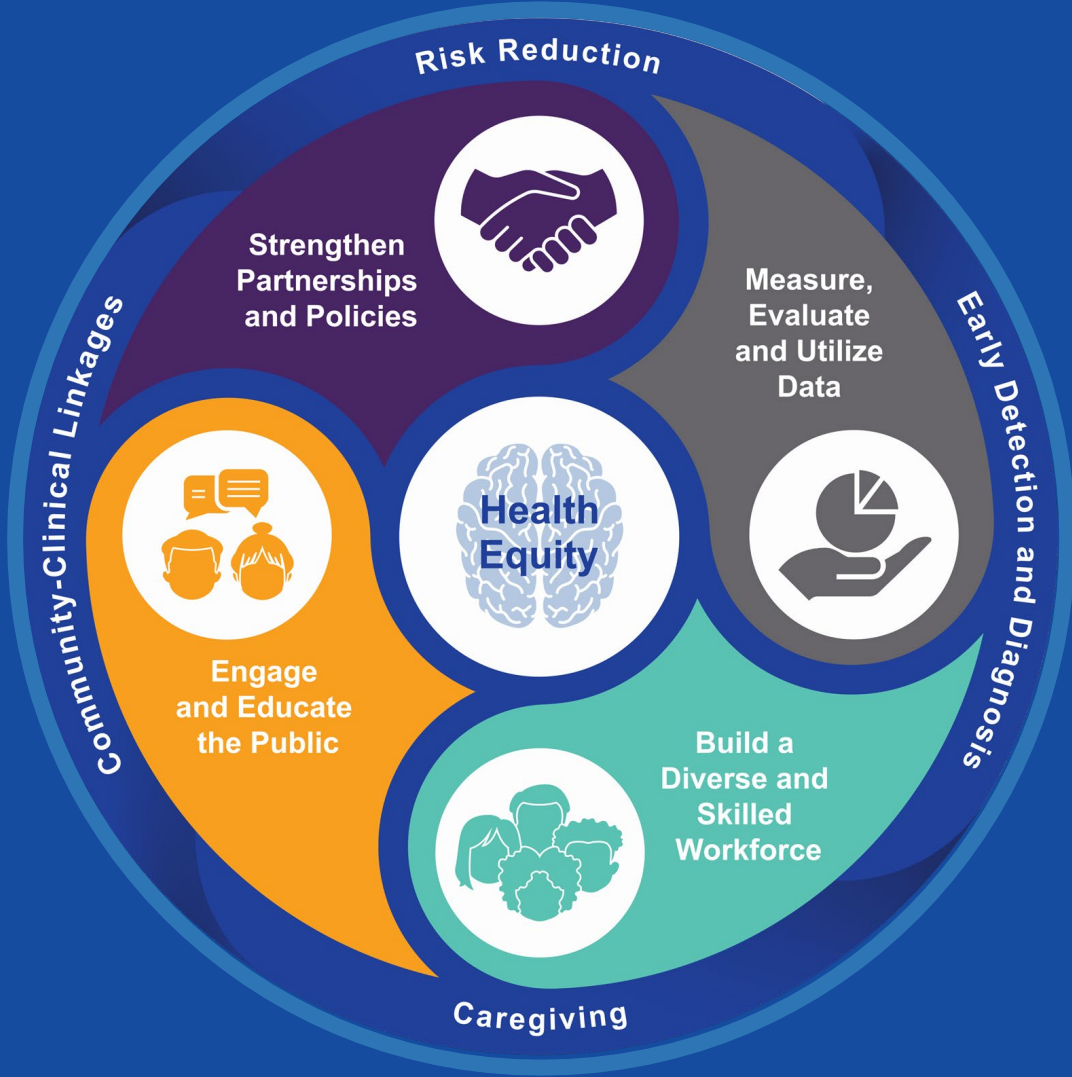 Risk Reduction
Strengthen
Partnerships
and Policies
Measure,
Evaluate
and Utilize
Data
Early Detection and Diagnosis
Community-Clinical Linkages
Health
Equity
Engage
and Educate
the Public
Build a
Diverse and
Skilled
Workforce
Caregiving